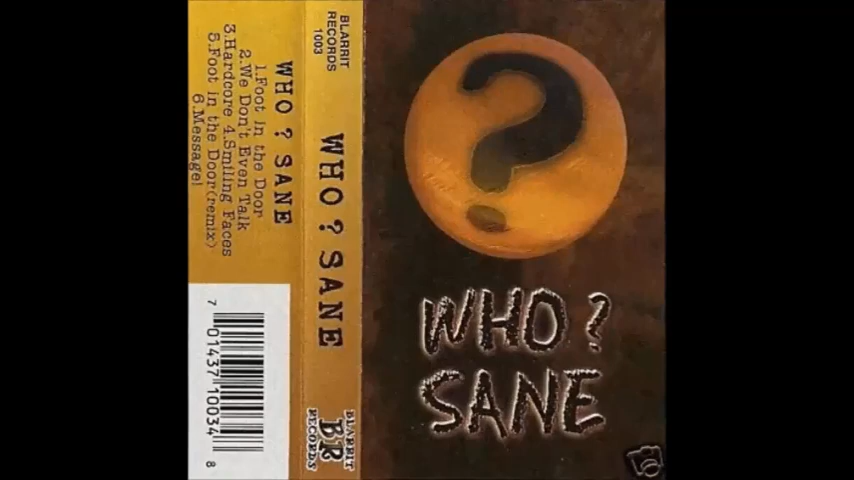 WHO ? SANE
1.Foot in the Door
2.We Don't Even Talk
3.Hardcore 4.Smiling Faces
5.Foot in the Door(remix)
6.Message!
7 01437 10034 8
BLARRIT
RECORDS
1003
WHO ? SANE
BLARRIT
BR
RECORDS
?
WHO ?
SANE